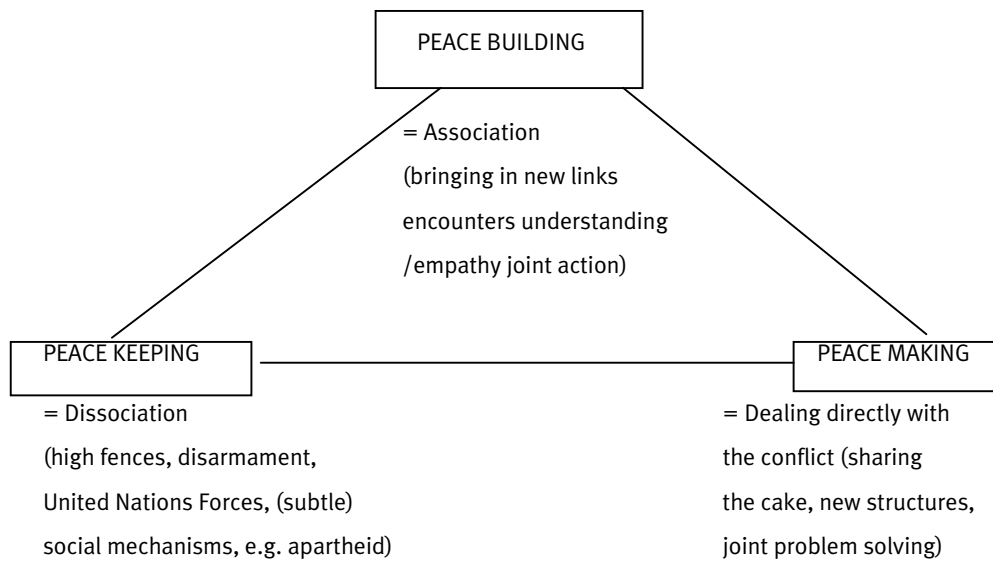 PEACE BUILDING
= Association
(bringing in new links
encounters understanding
/empathy joint action)
PEACE KEEPING
= Dissociation
(high fences, disarmament,
United Nations Forces, (subtle)
social mechanisms, e.g. apartheid)
PEACE MAKING
= Dealing directly with
the conflict (sharing
the cake, new structures,
joint problem solving)